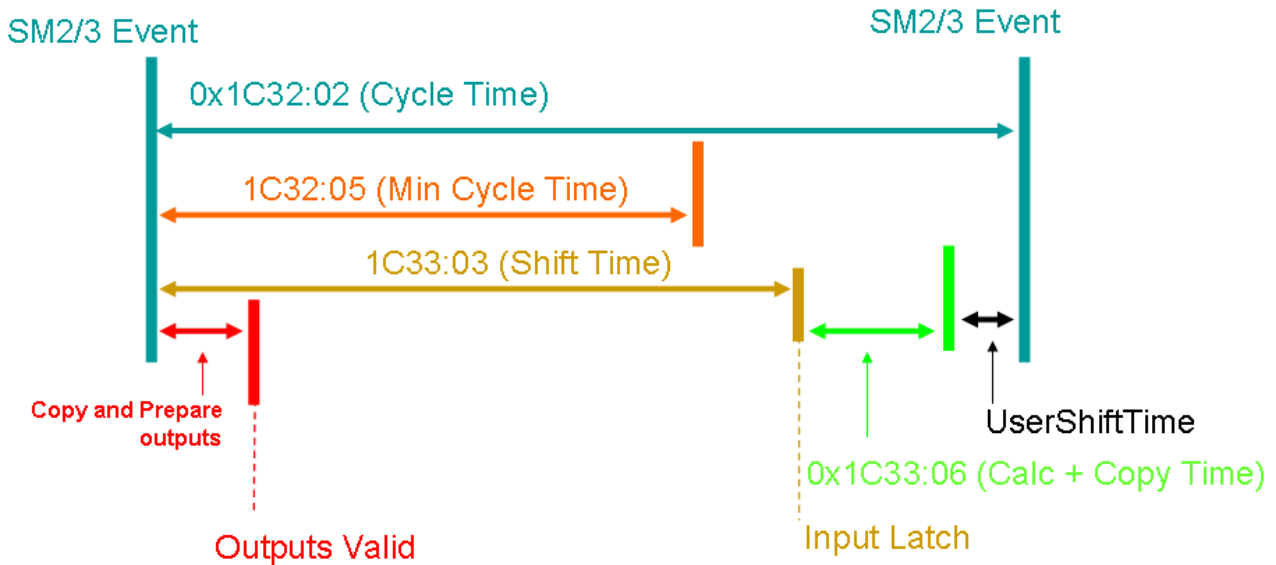 SM2/3 Event
SM2/3 Event
0x1C32:02 (Cycle Time)
1C32:05 (Min Cycle Time)
1C33:03 (Shift Time)
Copy and Prepare
outputs
UserShiftTime
0x1C33:06 (Calc + Copy Time)
Outputs Valid
Input Latch